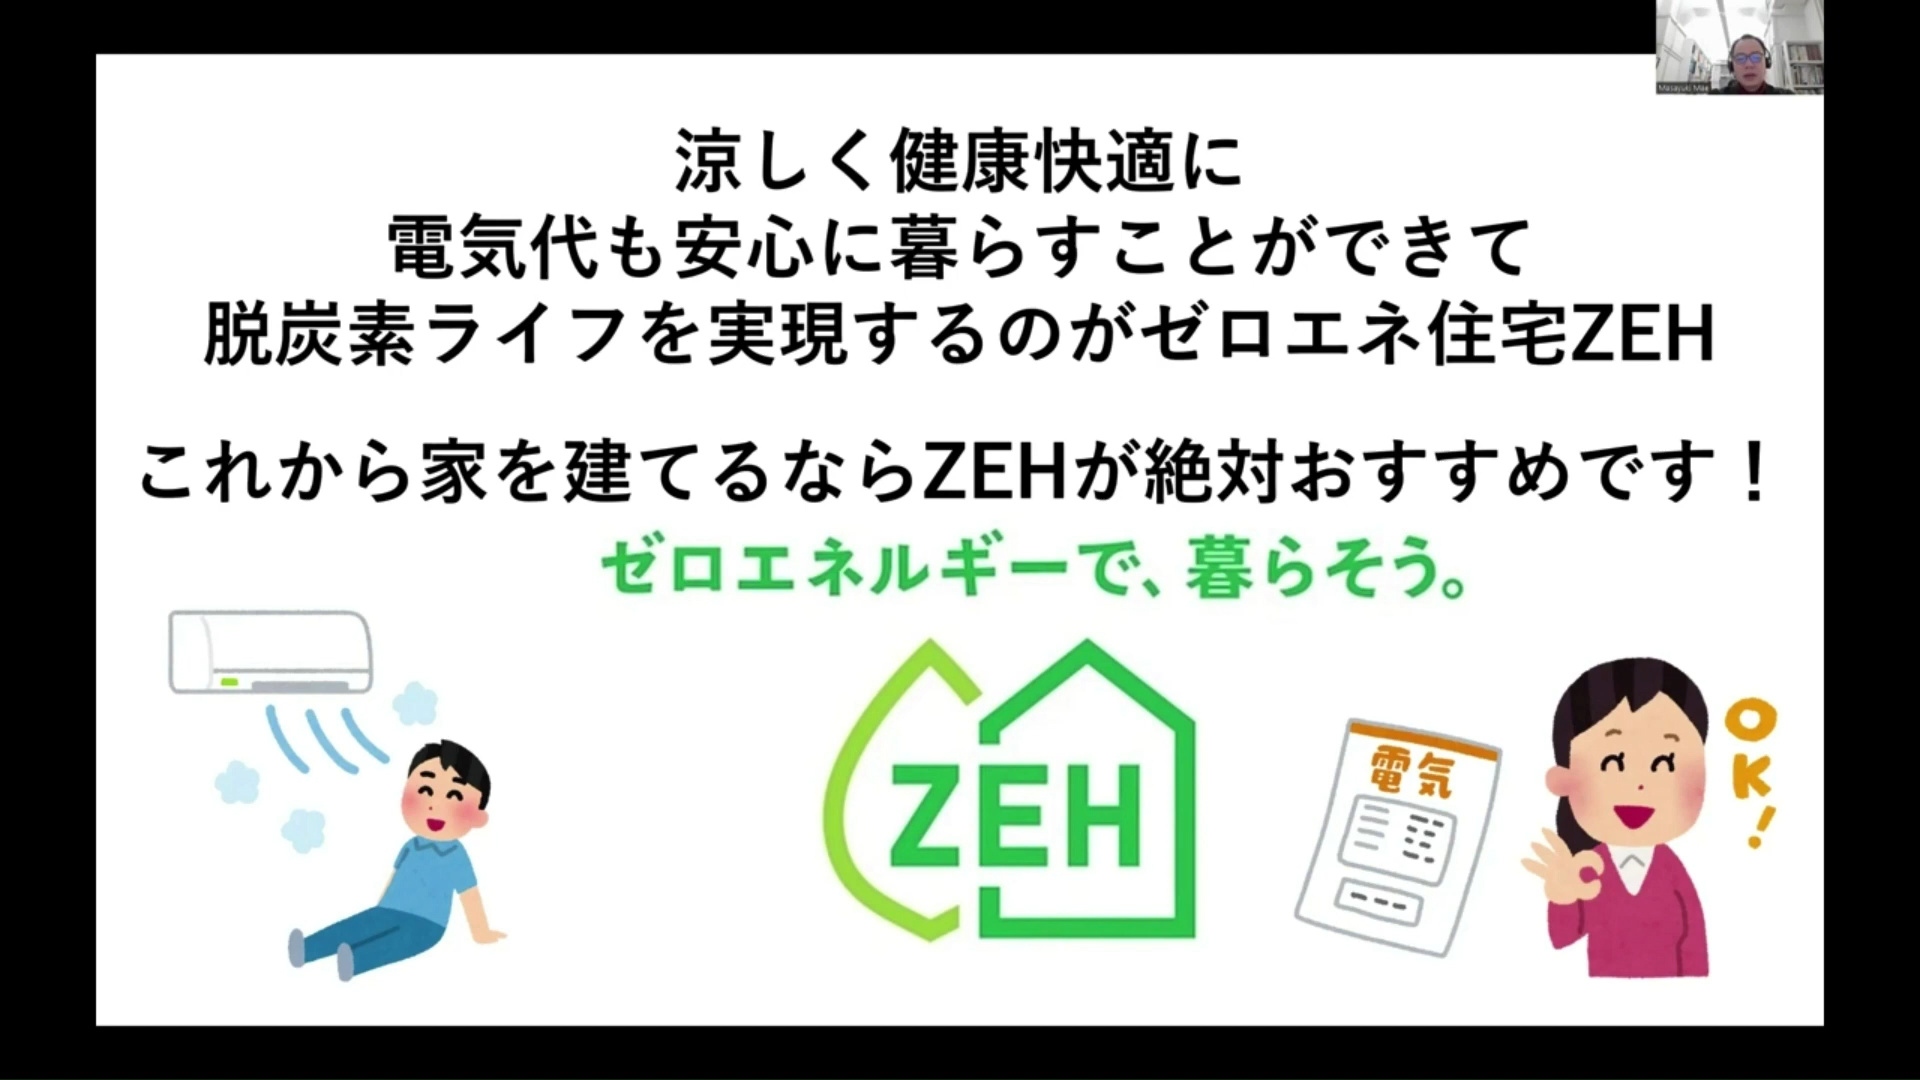 Masayuki Mae
涼しく健康快適に
電気代も安心に暮らすことができて
脱炭素ライフを実現するのがゼロエネ住宅ZEH
これから家を建てるならZEHが絶対おすすめです！
ゼロエネルギーで、暮らそう。
ZEH
電気
OK!